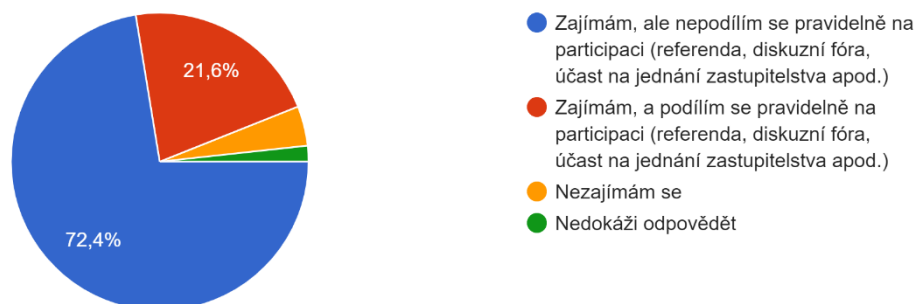 21,6%
72,4%
Zajímám, ale nepodílím se pravidelně na
participaci (referenda, diskuzní fóra,
účast na jednání zastupitelstva apod.)
Zajímám, a podílím se pravidelně na
participaci (referenda, diskuzní fóra,
účast na jednání zastupitelstva apod.)
Nezajímám se
Nedokáži odpovědět